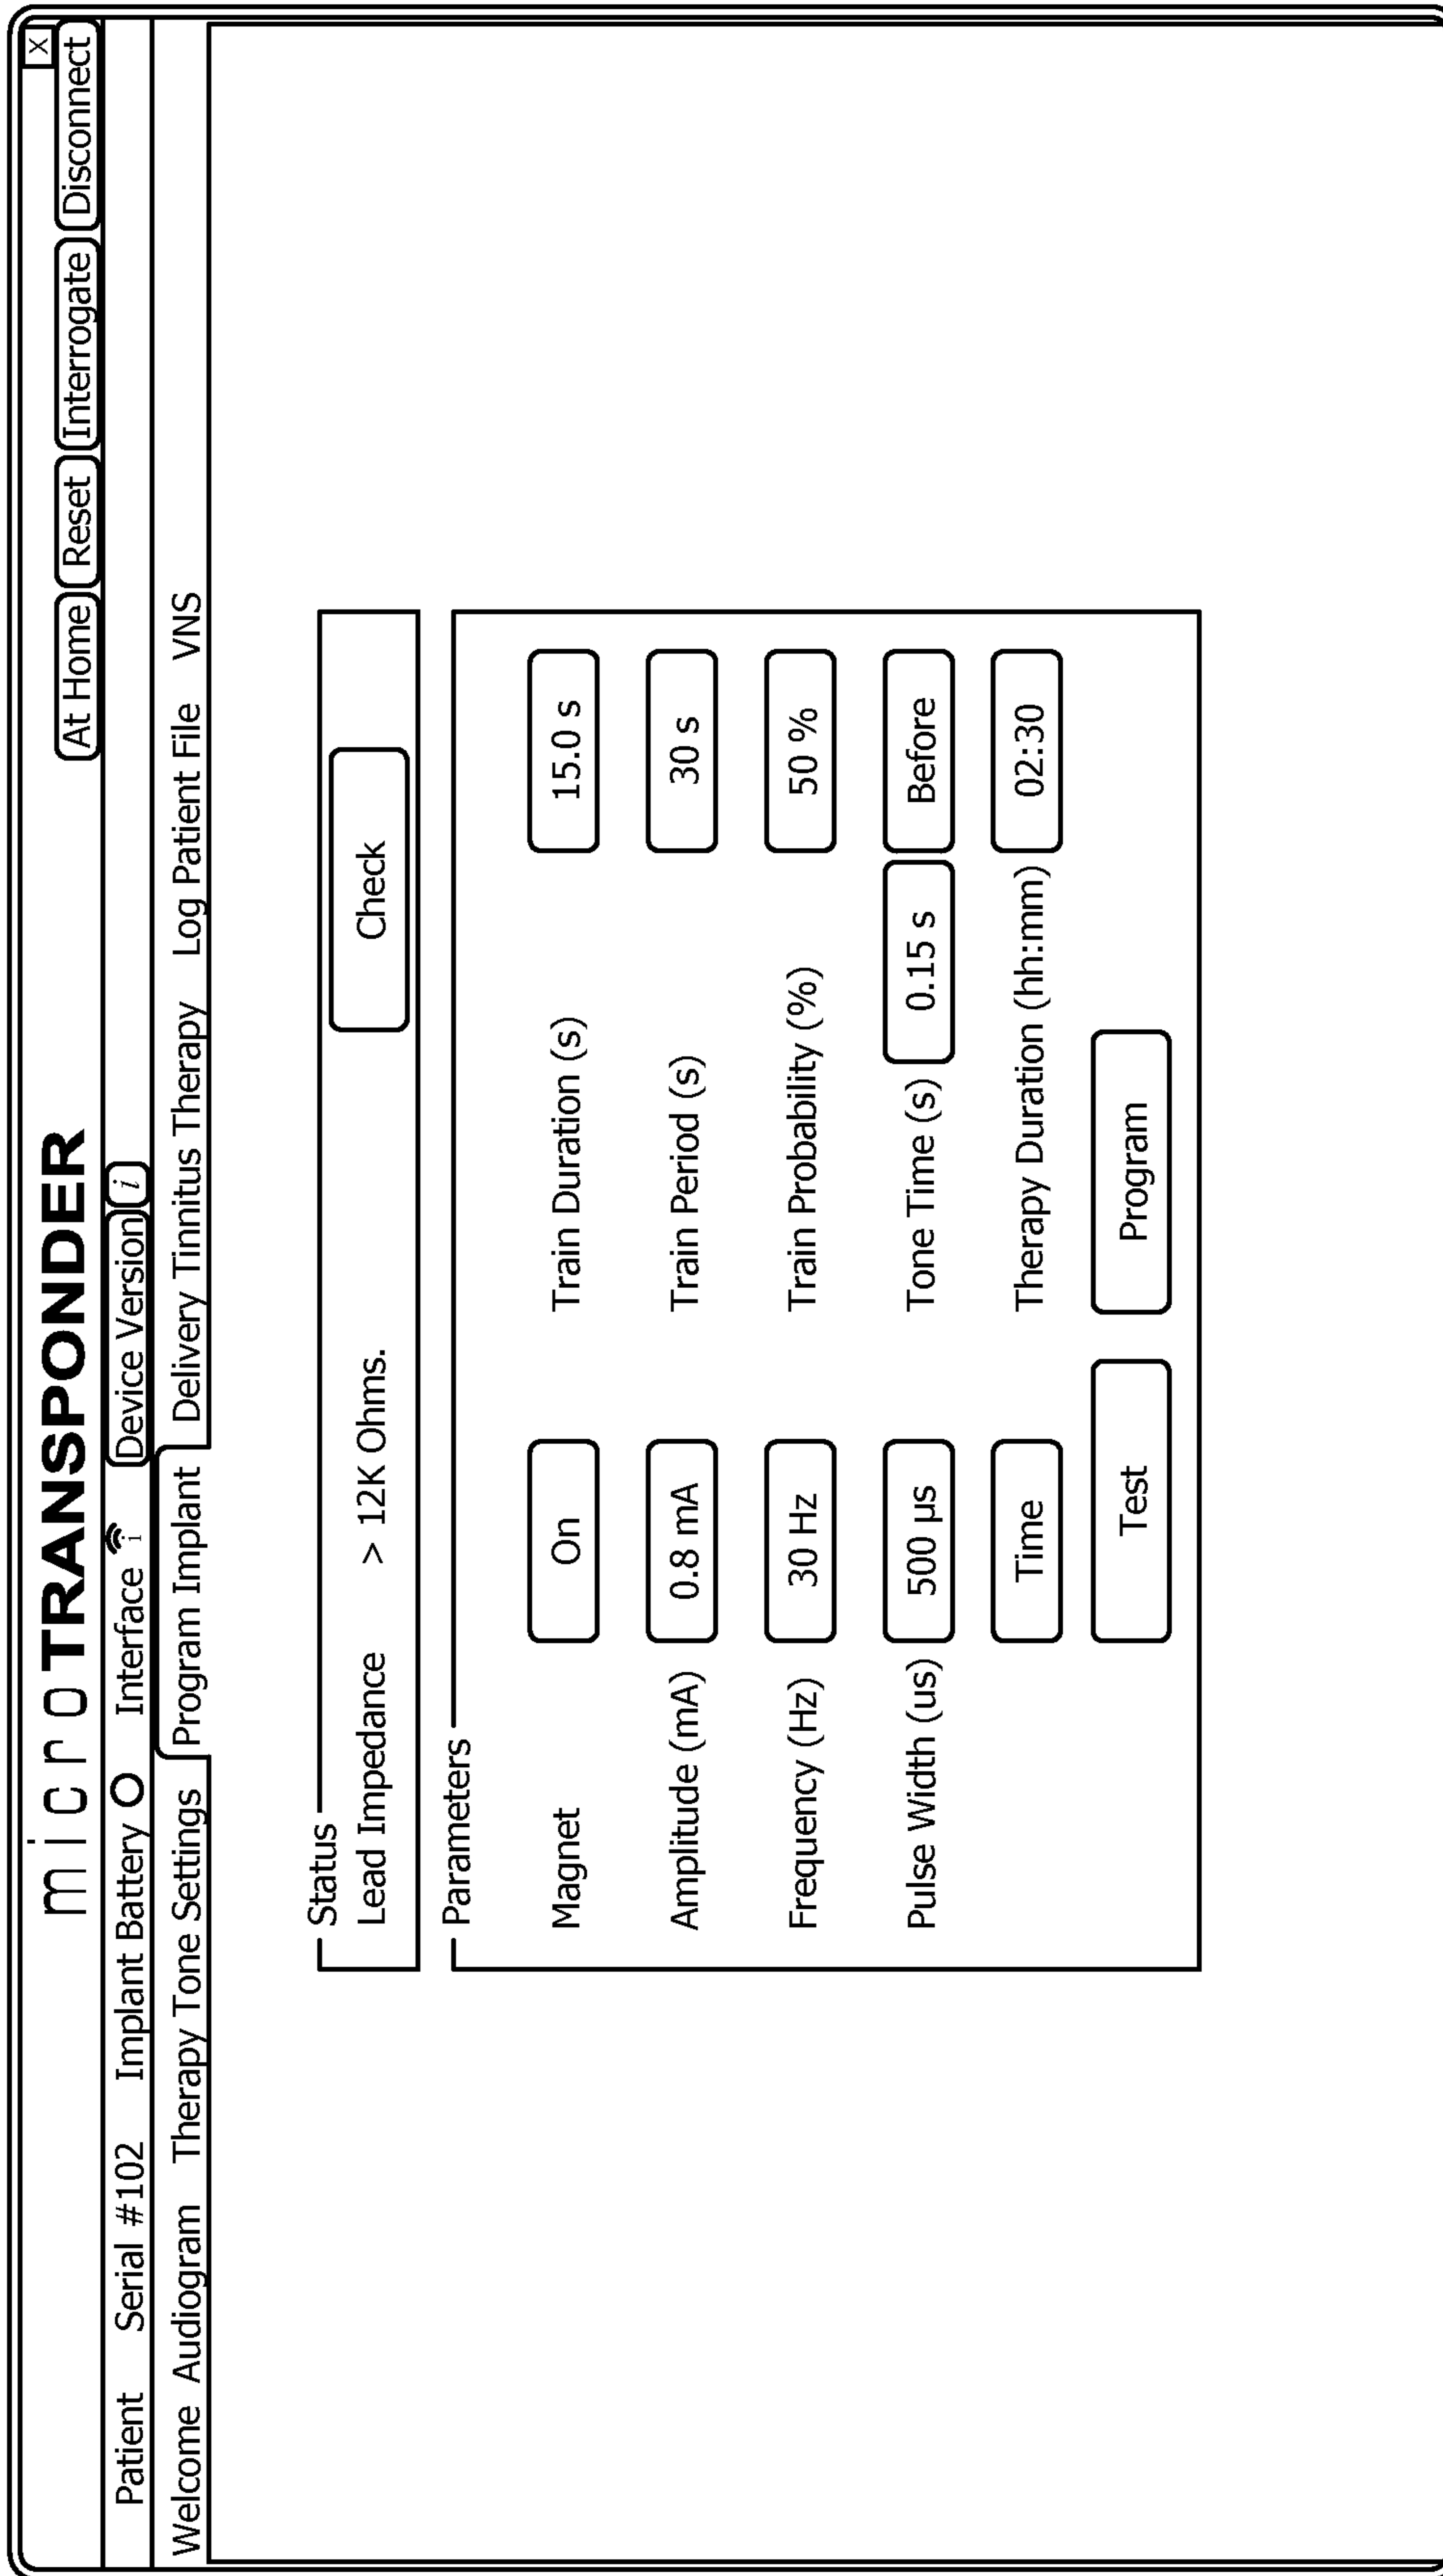 X
microTRANSPONDER
At Home Reset Interrogate Disconnect
Patient Serial #102 Implant Battery Interface i Device Version i
Welcome Audiogram Therapy Tone Settings Program Implant Delivery Tinnitus Therapy Log Patient File VNS
Status
Lead Impedance > 12K Ohms. Check
Parameters
Magnet On Train Duration (s) 15.0 s
Amplitude (mA) 0.8 mA Train Period (s) 30 s
Frequency (Hz) 30 Hz Train Probability (%) 50 %
Pulse Width (us) 500 µs Tone Time (s) 0.15 s Before
Time Therapy Duration (hh:mm) 02:30
Test Program